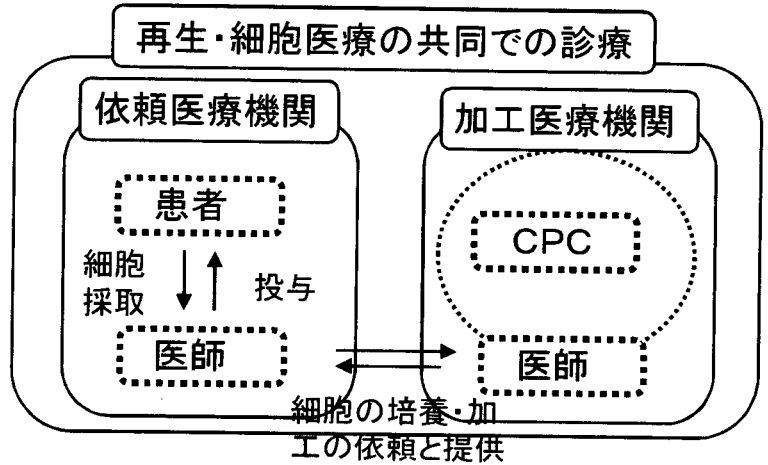 再生・細胞医療の共同での診療
依頼医療機関
加工医療機関
患者
CPC
細胞
採取
投与
医師
医師
細胞の培養・加
工の依頼と提供